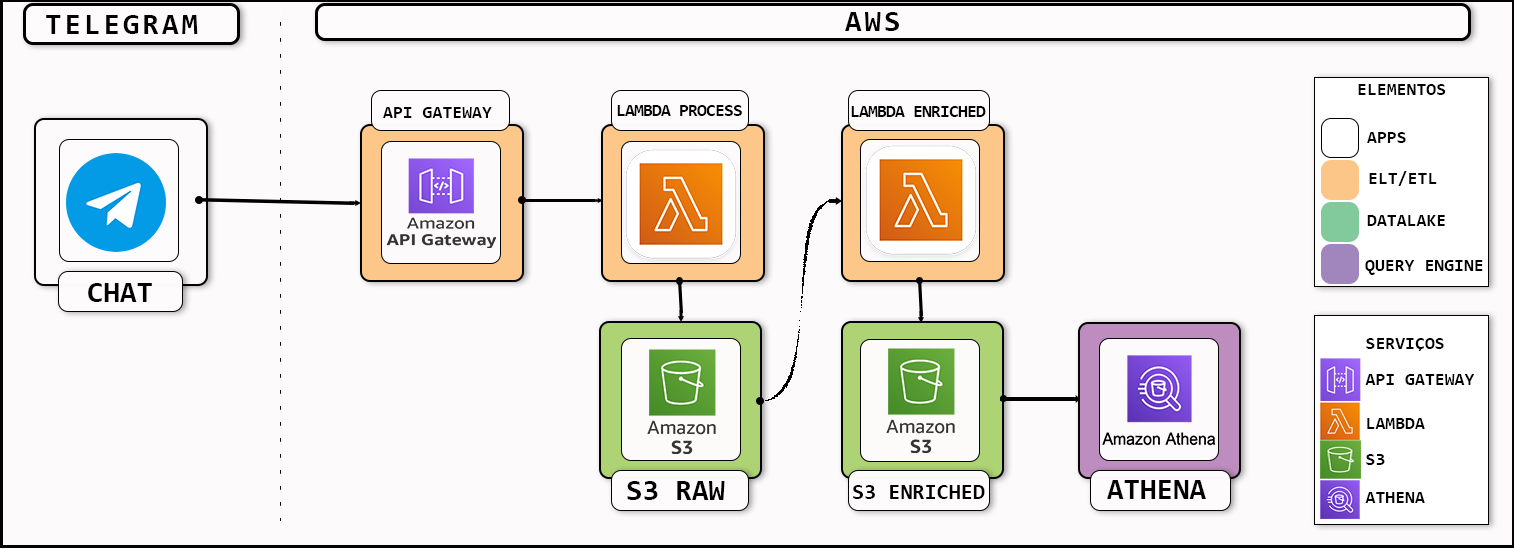 TELEGRAM
AWS
CHAT
API GATEWAY
Amazon
API Gateway
LAMBDA PROCESS
LAMBDA ENRICHED
Amazon
S3
S3 RAW
Amazon
S3
S3 ENRICHED
Amazon Athena
ATHENA
ELEMENTOS
APPS
ELT/ETL
DATALAKE
QUERY ENGINE
SERVIÇOS
API GATEWAY
LAMBDA
S3
ATHENA